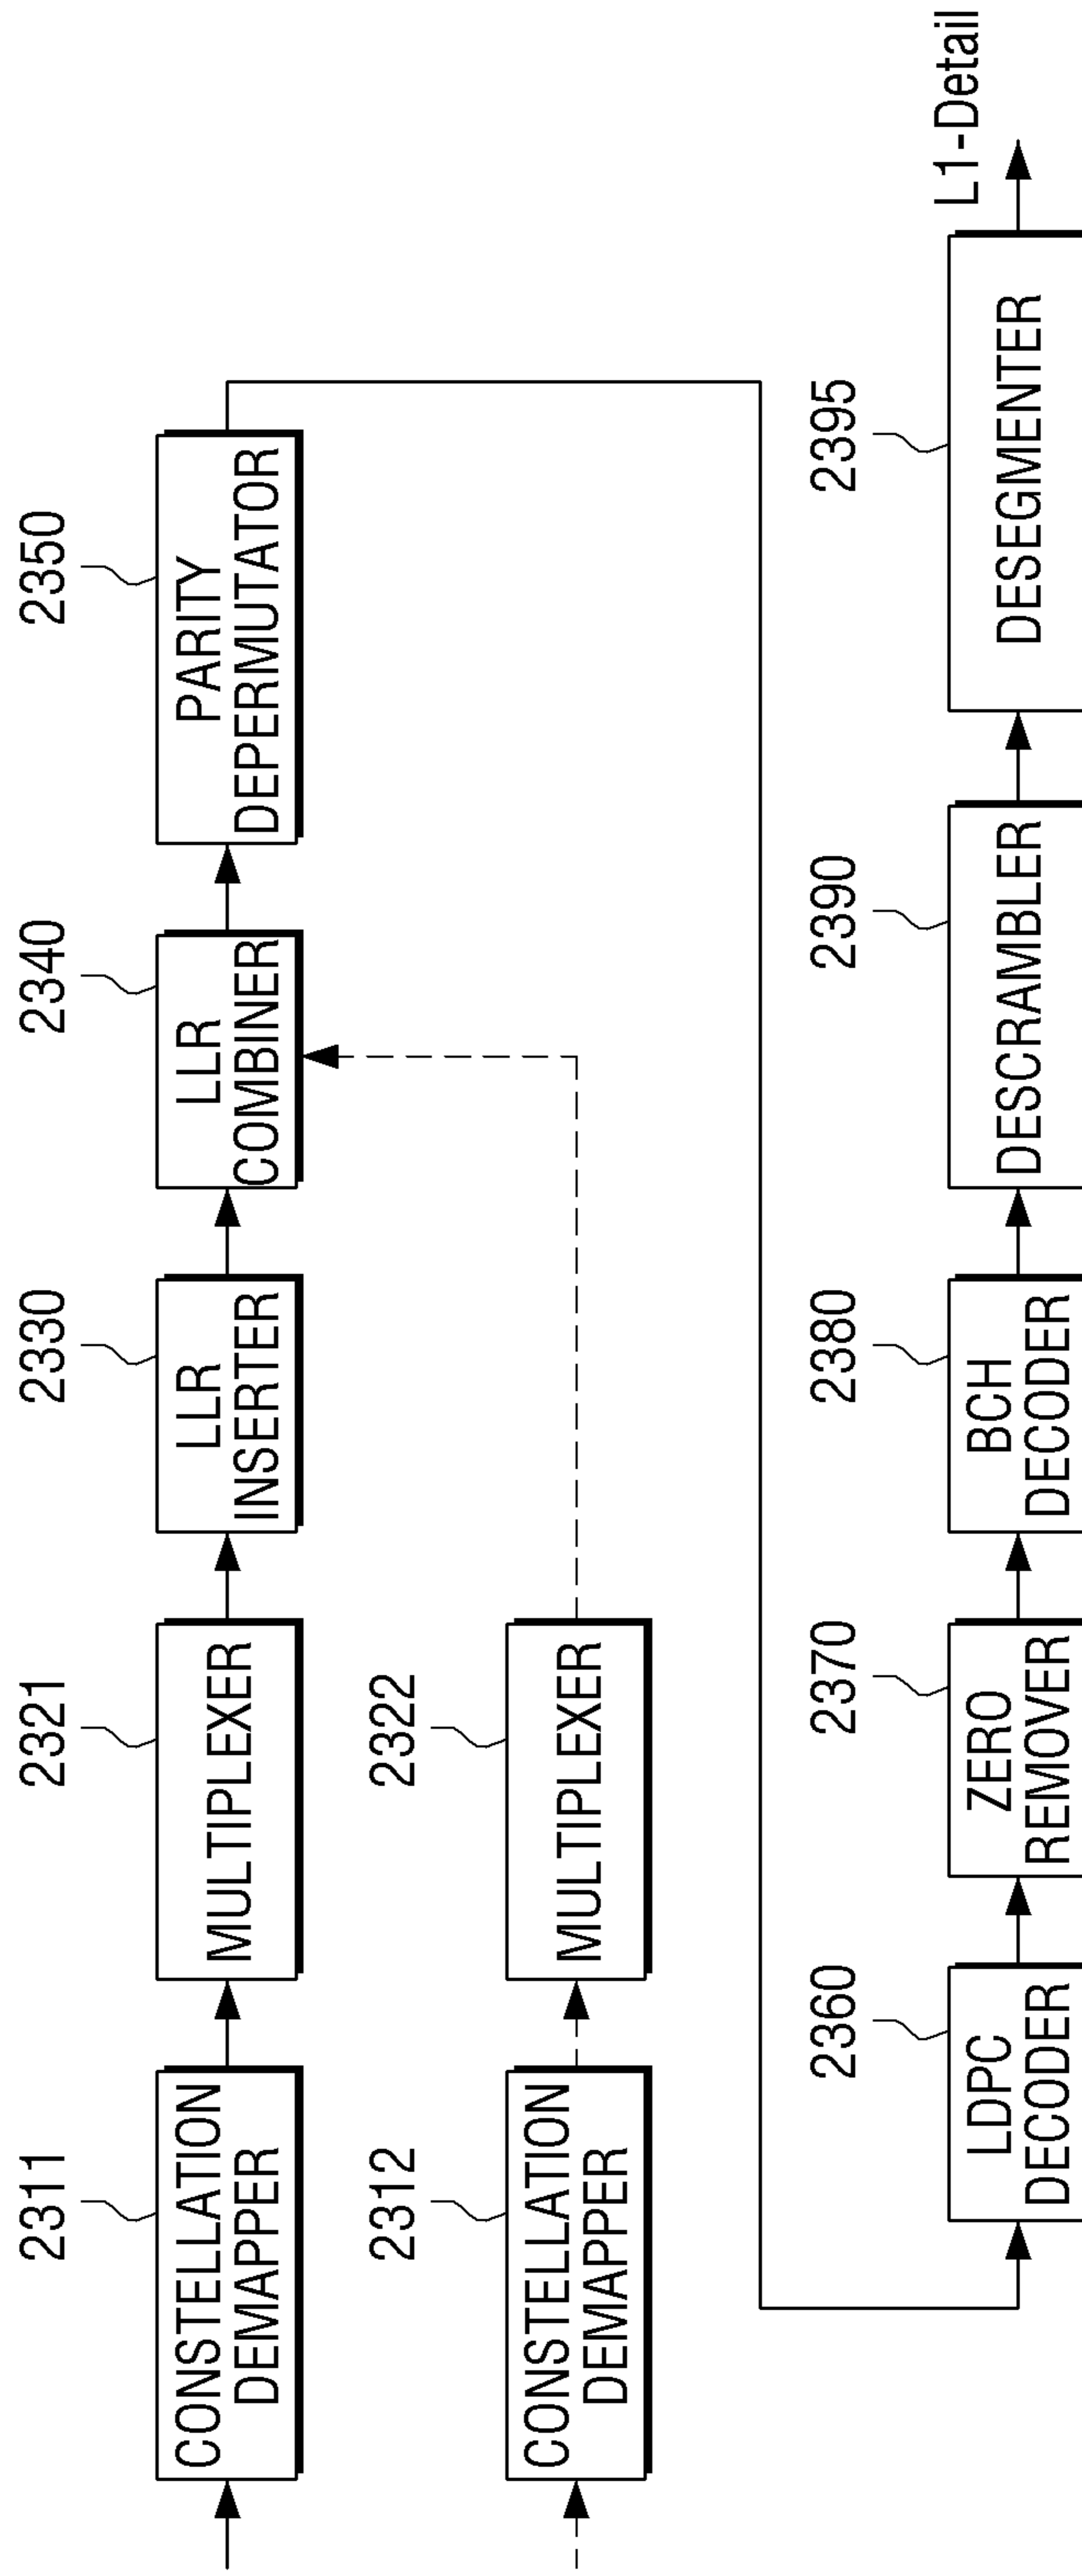 2311
CONSTELLATION
DEMAPPER
2321
MULTIPLEXER
2330
LLR
INSERTER
2340
LLR
COMBINER
2350
PARITY
DEPERMUTATOR
2312
CONSTELLATION
DEMAPPER
2322
MULTIPLEXER
2360
LDPC
DECODER
2370
ZERO
REMOVER
2380
BCH
DECODER
2390
DESCRAMBLER
2395
DESEGMENTER
L1-Detail